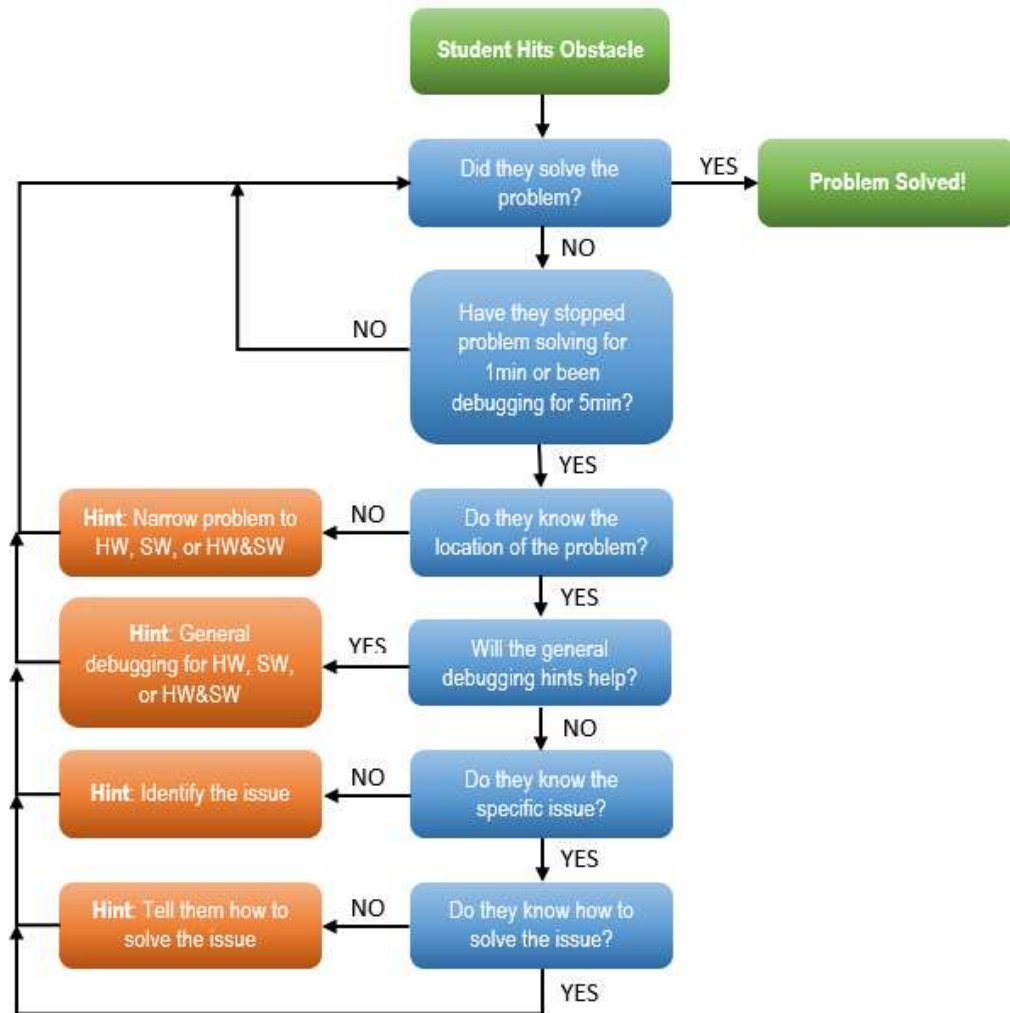 Student Hits Obstacle
Did they solve the
problem?
YES
Problem Solved!
NO
Have they stopped
problem solving for
1min or been
debugging for 5min?
NO
YES
Do they know the
location of the problem?
NO
Hint: Narrow problem to
HW, SW, or HW&SW
YES
Will the general
debugging hints help?
YES
Hint: General
debugging for HW, SW,
or HW&SW
NO
Do they know the
specific issue?
NO
Hint: Identify the issue
YES
Do they know how to
solve the issue?
NO
Hint: Tell them how to
solve the issue
YES